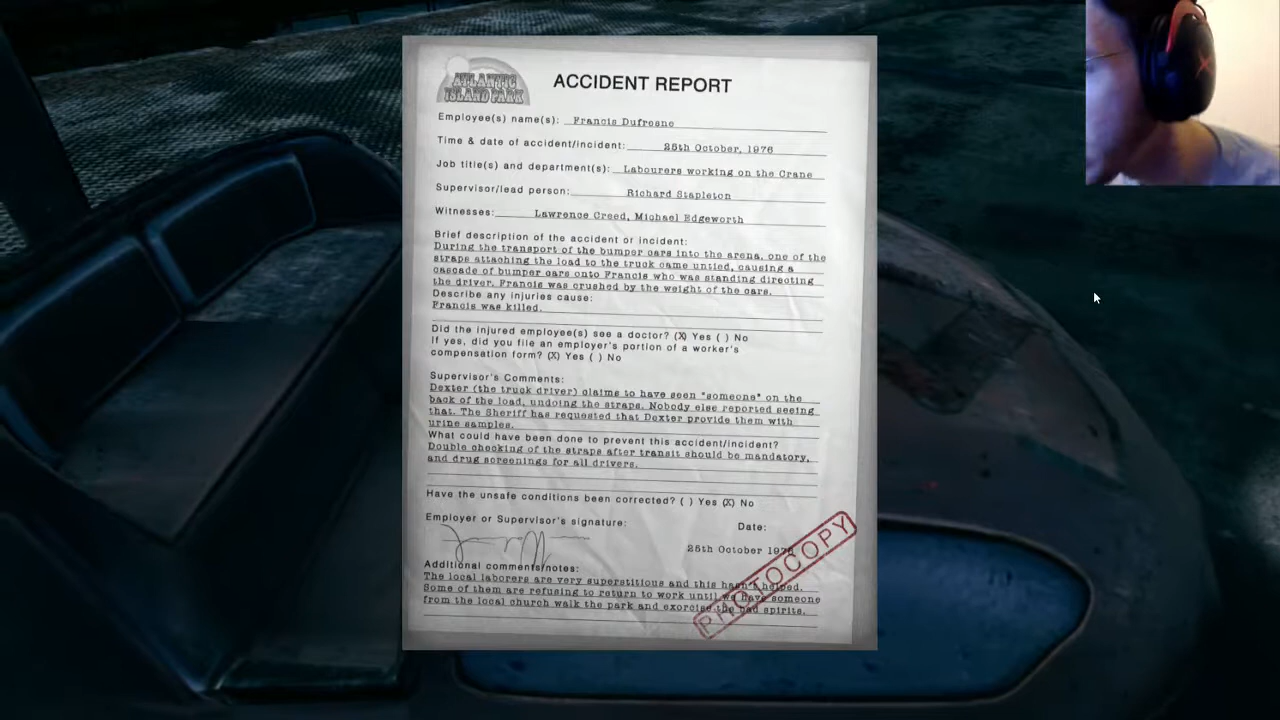 ATLANTIC
ISLAND PARK
ACCIDENT REPORT
Employee(s) name(s): Francis Dufresne
Time & date of accident/incident: 25th October, 1976
Job title(s) and department(s): Labourers working on the Crane
Supervisor/lead person: Richard Stapleton
Witnesses: Lawrence Creed, Michael Edgeworth
Brief description of the accident or incident:
During the transport of the bumper cars into the arena, one of the
straps attaching the load to the truck came untied, causing a
cascade of bumper cars onto Francis who was standing directing
the driver. Francis was crushed by the weight of the cars.
Describe any injuries cause:
Francis was killed.
Did the injured employee(s) see a doctor? (X) Yes ( ) No
If yes, did you file an employer's portion of a worker's
compensation form? (X) Yes ( ) No
Supervisor's Comments:
Dexter (the truck driver) claims to have seen "someone" on the
back of the load, undoing the straps. Nobody else reported seeing
that. The Sheriff has requested that Dexter provide them with
urine samples.
What could have been done to prevent this accident/incident?
Double checking of the straps after transit should be mandatory,
and drug screenings for all drivers.
Have the unsafe conditions been corrected? ( ) Yes (X) No
Employer or Supervisor's signature:
Date:
25th October 1976
Additional comments/notes:
The local laborers are very superstitious and this hasn't helped.
Some of them are refusing to return to work until we have someone
from the local church walk the park and exorcise the bad spirits.
PHOTOCOPY